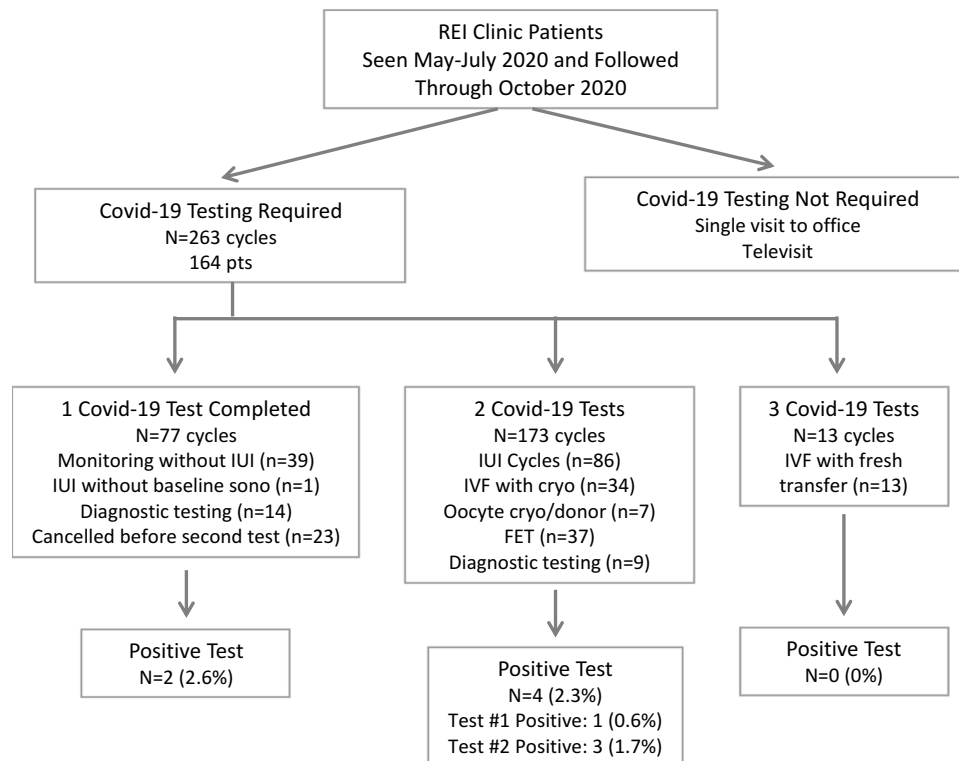 REI Clinic Patients
Seen May-July 2020 and Followed
Through October 2020
Covid-19 Testing Required
N=263 cycles
164 pts
Covid-19 Testing Not Required
Single visit to office
Televisit
1 Covid-19 Test Completed
N=77 cycles
Monitoring without IUI (n=39)
IUI without baseline sono (n=1)
Diagnostic testing (n=14)
Cancelled before second test (n=23)
2 Covid-19 Tests
N=173 cycles
IUI Cycles (n=86)
IVF with cryo (n=34)
Oocyte cryo/donor (n=7)
FET (n=37)
Diagnostic testing (n=9)
3 Covid-19 Tests
N=13 cycles
IVF with fresh
transfer (n=13)
Positive Test
N=2 (2.6%)
Positive Test
N=4 (2.3%)
Test #1 Positive: 1 (0.6%)
Test #2 Positive: 3 (1.7%)
Positive Test
N=0 (0%)